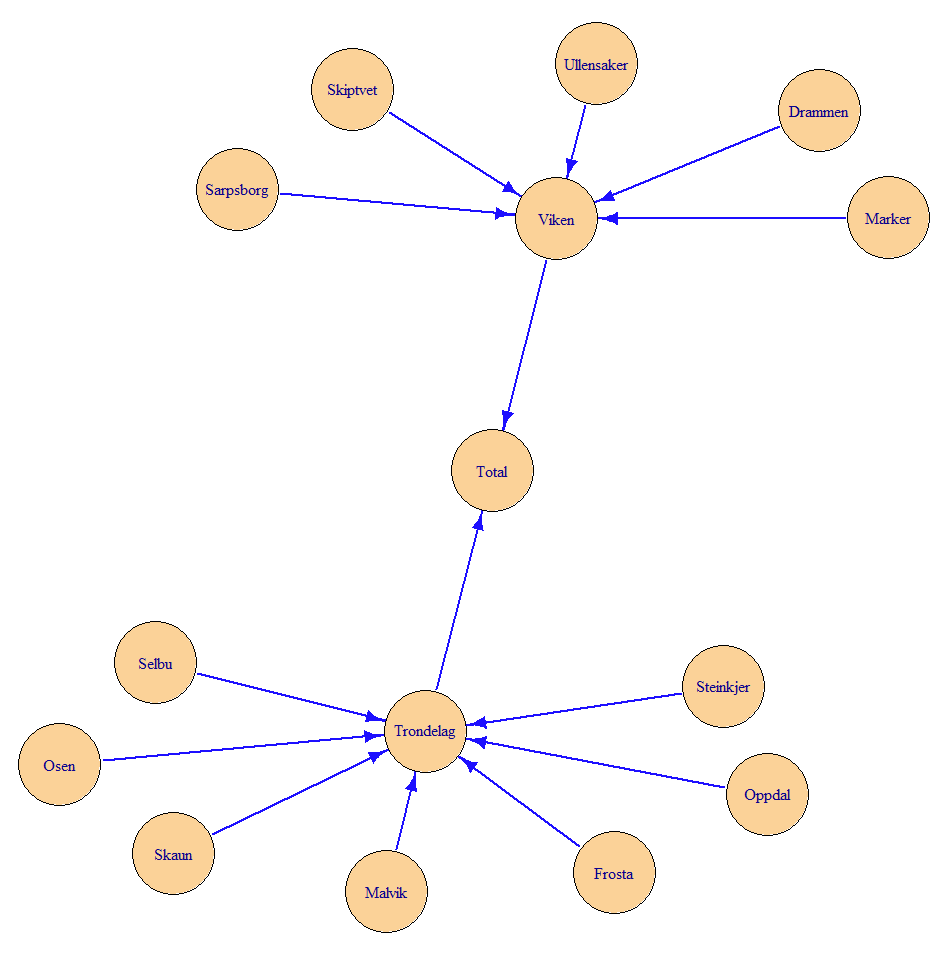 Ullensaker
Skiptvet
Drammen
Sarpsborg
Viken
Marker
Total
Selbu
Steinkjer
Trondelag
Osen
Oppdal
Skaun
Malvik
Frosta